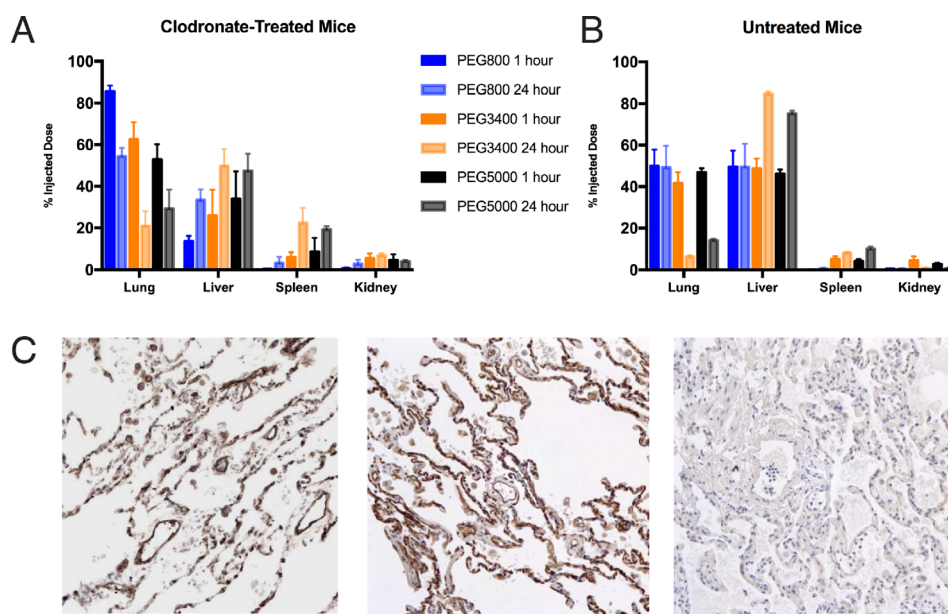 A
Clodronate-Treated Mice
% Injected Dose
100
80
60
40
20
0
Lung Liver Spleen Kidney
PEG800 1 hour
PEG800 24 hour
PEG3400 1 hour
PEG3400 24 hour
PEG5000 1 hour
PEG5000 24 hour
B
Untreated Mice
% Injected Dose
100
80
60
40
20
0
Lung Liver Spleen Kidney
C